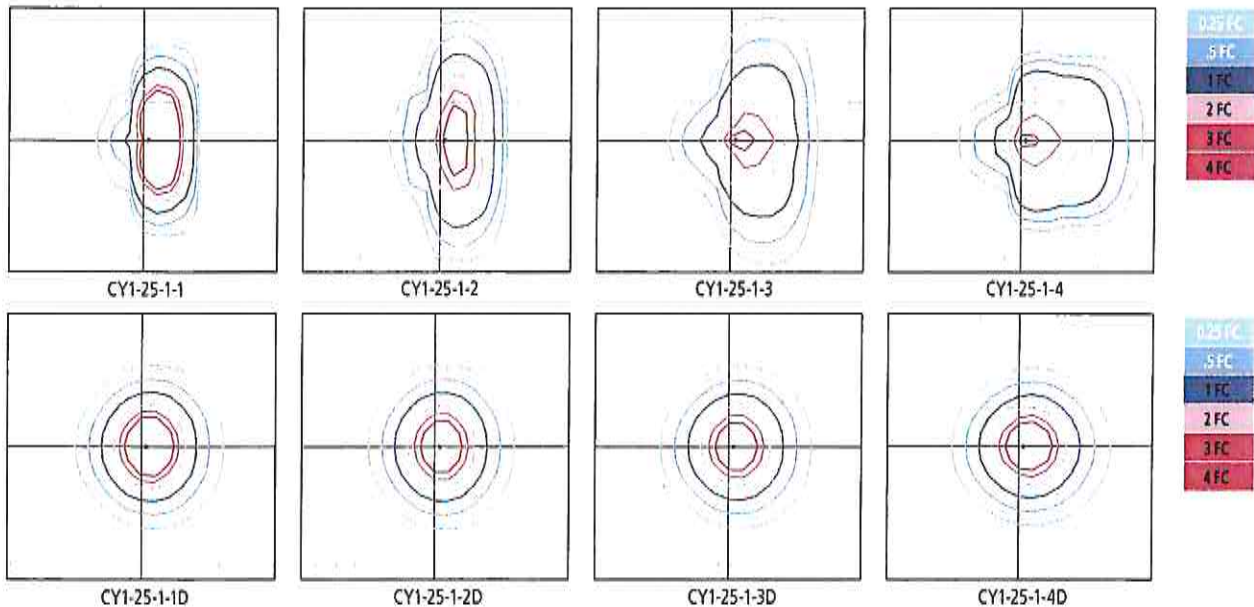 0.25 FC
.5 FC
1 FC
2 FC
3 FC
4 FC
CY1-25-1-1
CY1-25-1-2
CY1-25-1-3
CY1-25-1-4
0.25 FC
.5 FC
1 FC
2 FC
3 FC
4 FC
CY1-25-1-1D
CY1-25-1-2D
CY1-25-1-3D
CY1-25-1-4D